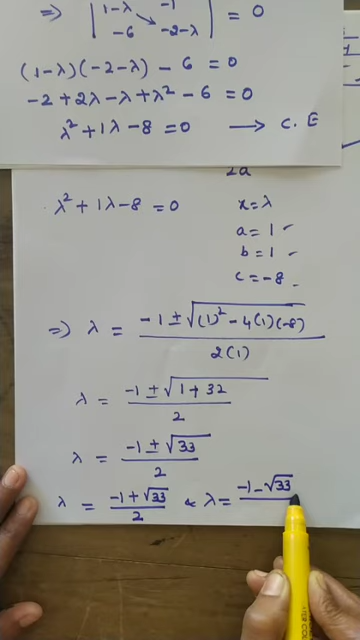 => | 1-λ -1 | = 0
-6 -2-λ
(1-λ)(-2-λ) - 6 = 0
-2 + 2λ - λ + λ² - 6 = 0
λ² + 1λ - 8 = 0 → C. E
2a
λ² + 1λ - 8 = 0
x = λ
a = 1
b = 1
c = -8
=> λ = (-1 ± √((1)² - 4(1)(-8))) / 2(1)
λ = (-1 ± √(1 + 32)) / 2
λ = (-1 ± √33) / 2
λ = (-1 + √33) / 2 & λ = -1 - √33